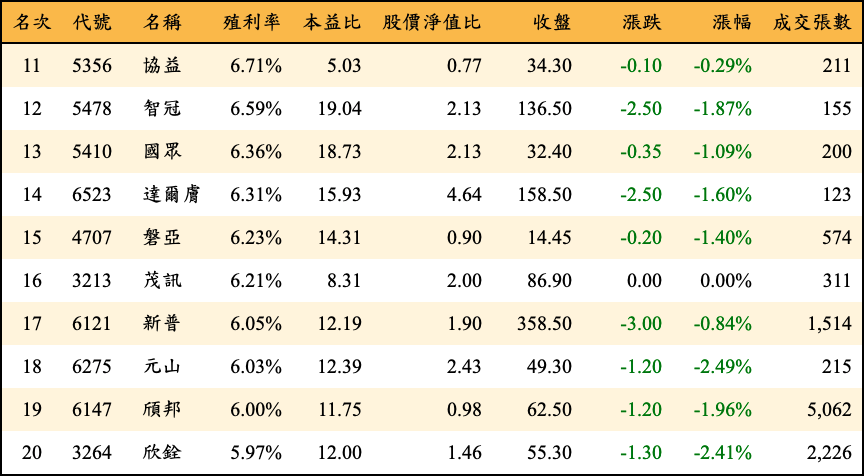 名次 代號 名稱 殖利率 本益比 股價淨值比 收盤 漲跌 漲幅 成交張數
11 5356 協益 6.71% 5.03 0.77 34.30 -0.10 -0.29% 211
12 5478 智冠 6.59% 19.04 2.13 136.50 -2.50 -1.87% 155
13 5410 國眾 6.36% 18.73 2.13 32.40 -0.35 -1.09% 200
14 6523 達爾膚 6.31% 15.93 4.64 158.50 -2.50 -1.60% 123
15 4707 磐亞 6.23% 14.31 0.90 14.45 -0.20 -1.40% 574
16 3213 茂訊 6.21% 8.31 2.00 86.90 0.00 0.00% 311
17 6121 新普 6.05% 12.19 1.90 358.50 -3.00 -0.84% 1,514
18 6275 元山 6.03% 12.39 2.43 49.30 -1.20 -2.49% 215
19 6147 頎邦 6.00% 11.75 0.98 62.50 -1.20 -1.96% 5,062
20 3264 欣銓 5.97% 12.00 1.46 55.30 -1.30 -2.41% 2,226